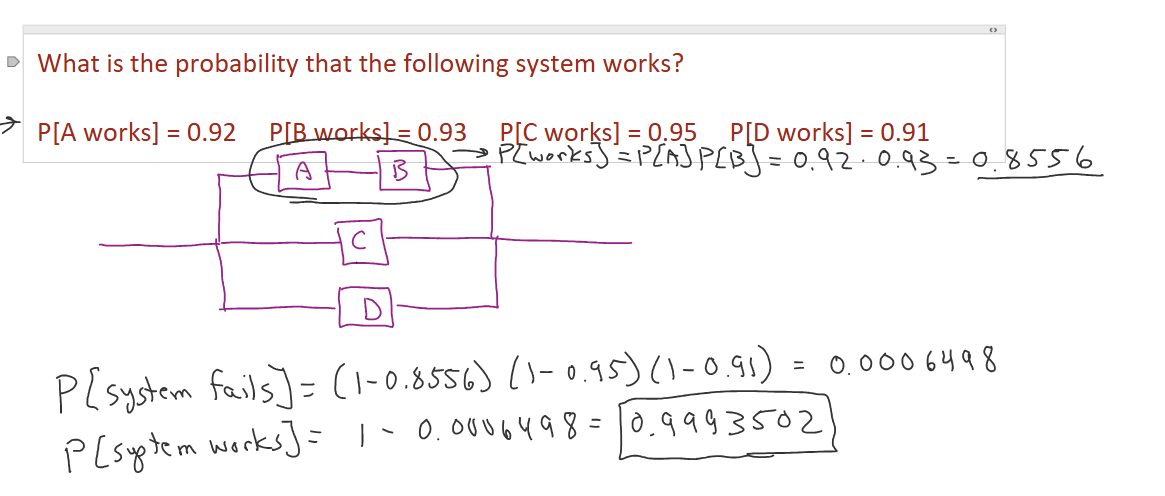 What is the probability that the following system works?
P[A works] = 0.92 P[B works] = 0.93 P[C works] = 0.95 P[D works] = 0.91
P[works] = P[A] P[B] = 0.92 · 0.93 = 0.8556
A B
C
D
P[system fails] = (1-0.8556) (1-0.95) (1-0.91) = 0.0006498
P[system works] = 1 - 0.0006498 = 0.9993502